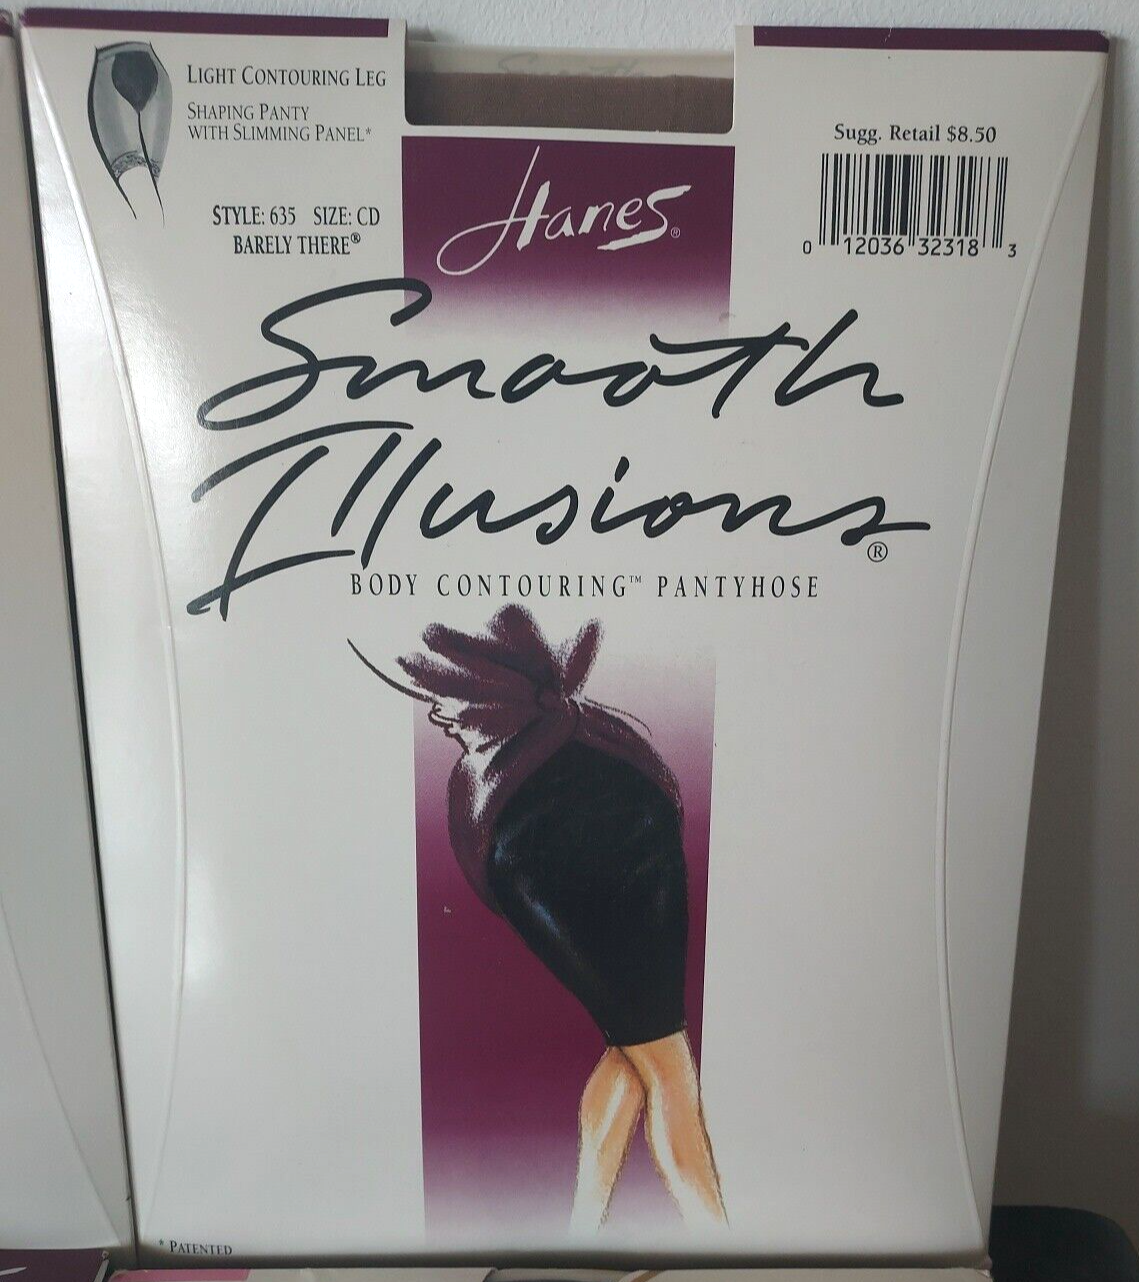 LIGHT CONTOURING LEG
SHAPING PANTY
WITH SLIMMING PANEL*
STYLE: 635 SIZE: CD
BARELY THERE®
Smooth
Sugg. Retail $8.50
0 12036 32318 3
Hanes®
Smooth
Illusions®
BODY CONTOURING™ PANTYHOSE
* PATENTED